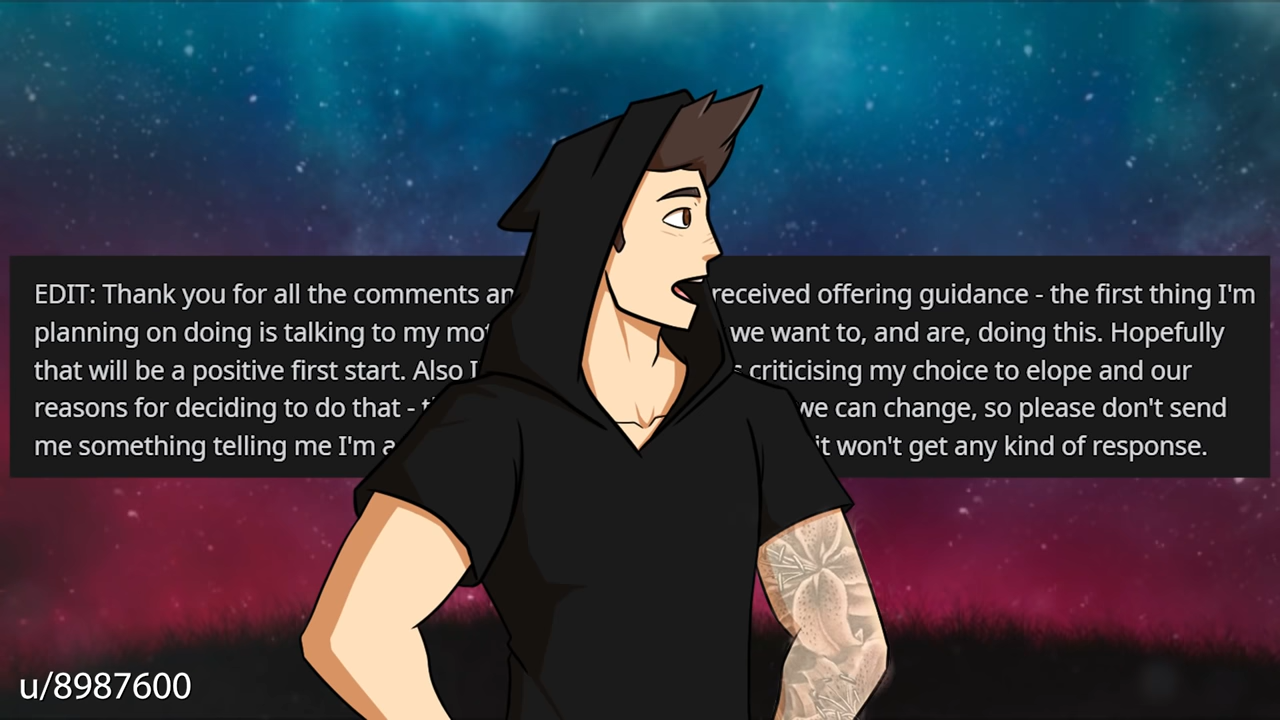 EDIT: Thank you for all the comments an received offering guidance - the first thing I'm
planning on doing is talking to my mot we want to, and are, doing this. Hopefully
that will be a positive first start. Also I criticising my choice to elope and our
reasons for deciding to do that - we can change, so please don't send
me something telling me I'm a it won't get any kind of response.
u/8987600